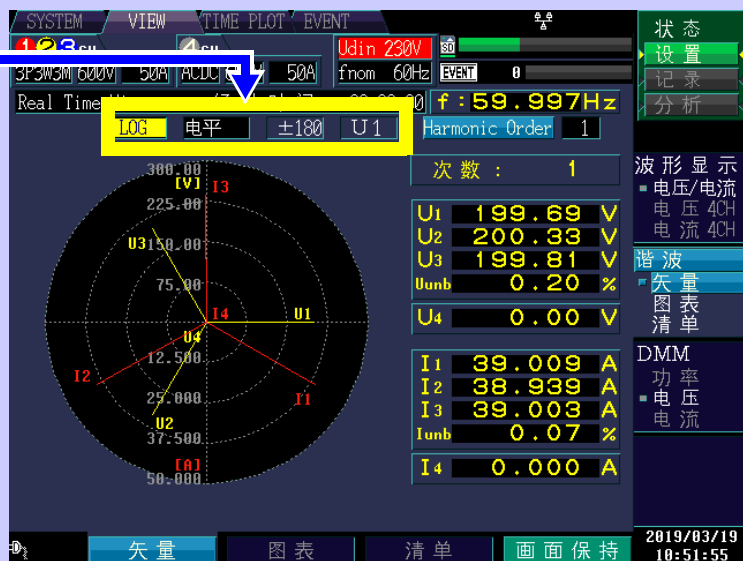 SYSTEM VIEW TIME PLOT EVENT
状态
1 2 3 4
Udin 230V SD
设置
3P3W3M 600V 50A ACDC 50A fnom 60Hz EVENT 0
记录
Real Time f:59.997Hz
分析
LOG 电平 ±180 U1 Harmonic Order 1
次数: 1
波形显示
电压/电流
电压 4CH
电流 4CH
谐波
矢量
图表
清单
DMM
功率
电压
电流
300.00
[V] I3
225.00
U3 150.00
75.00
I4 U1
U4
12.500
I2 I1
25.000
U2
37.500
[A]
50.000
U1 199.69 V
U2 200.33 V
U3 199.81 V
Uunb 0.20 %
U4 0.00 V
I1 39.009 A
I2 38.939 A
I3 39.003 A
Iunb 0.07 %
I4 0.000 A
矢量 图表 清单 画面保持
2019/03/19
10:51:55